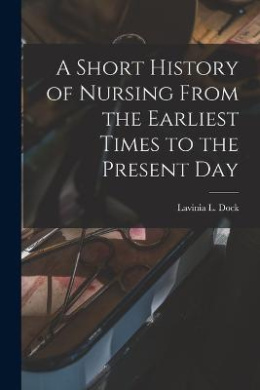 A SHORT HISTORY
OF NURSING FROM
THE EARLIEST
TIMES TO THE
PRESENT DAY
Lavinia L. Dock